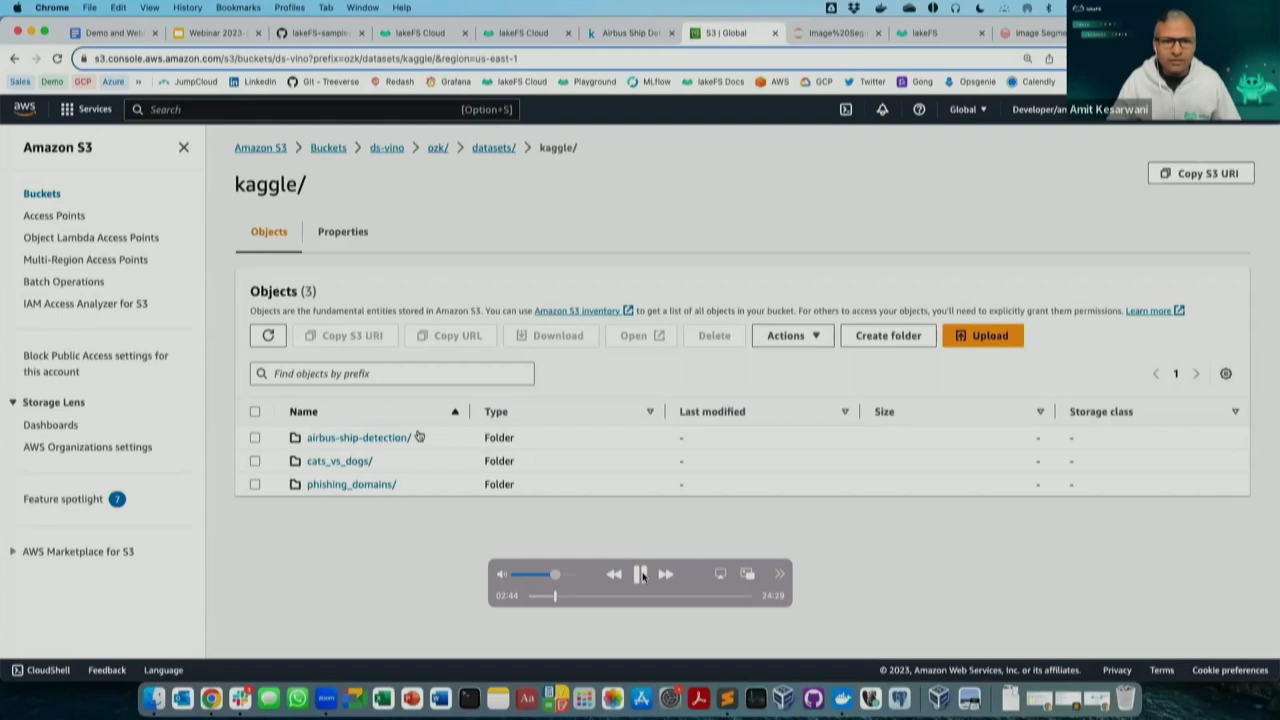 Chrome File Edit View History Bookmarks Profiles Tab Window Help
Demo and Web Webinar 2023- lakeFS-sample lakeFS Cloud lakeFS Cloud Airbus Ship De S3 | Global Image%20Seg lakeFS Image Segme
s3.console.aws.amazon.com/s3/buckets/ds-vino?prefix=ozk/datasets/kaggle/&region=us-east-1
Sales Demo GCP Azure » JumpCloud LinkedIn Git - Treeverse Redash Grafana lakeFS Cloud Playground MLflow lakeFS Docs AWS GCP Twitter Gong Opsgenie Calendly
aws Services Search [Option+S] Global Developer/an Amit Kesarwani
Amazon S3
Buckets
Access Points
Object Lambda Access Points
Multi-Region Access Points
Batch Operations
IAM Access Analyzer for S3
Block Public Access settings for
this account
Storage Lens
Dashboards
AWS Organizations settings
Feature spotlight 7
AWS Marketplace for S3
Amazon S3 > Buckets > ds-vino > ozk/ > datasets/ > kaggle/
kaggle/
Copy S3 URI
Objects Properties
Objects (3)
Objects are the fundamental entities stored in Amazon S3. You can use Amazon S3 inventory to get a list of all objects in your bucket. For others to access your objects, you'll need to explicitly grant them permissions. Learn more
Copy S3 URI Copy URL Download Open Delete Actions Create folder Upload
Find objects by prefix
< 1 >
Name Type Last modified Size Storage class
airbus-ship-detection/ Folder - - -
cats_vs_dogs/ Folder - - -
phishing_domains/ Folder - - -
02:44 24:29
CloudShell Feedback Language © 2023, Amazon Web Services, Inc. or its affiliates. Privacy Terms Cookie preferences